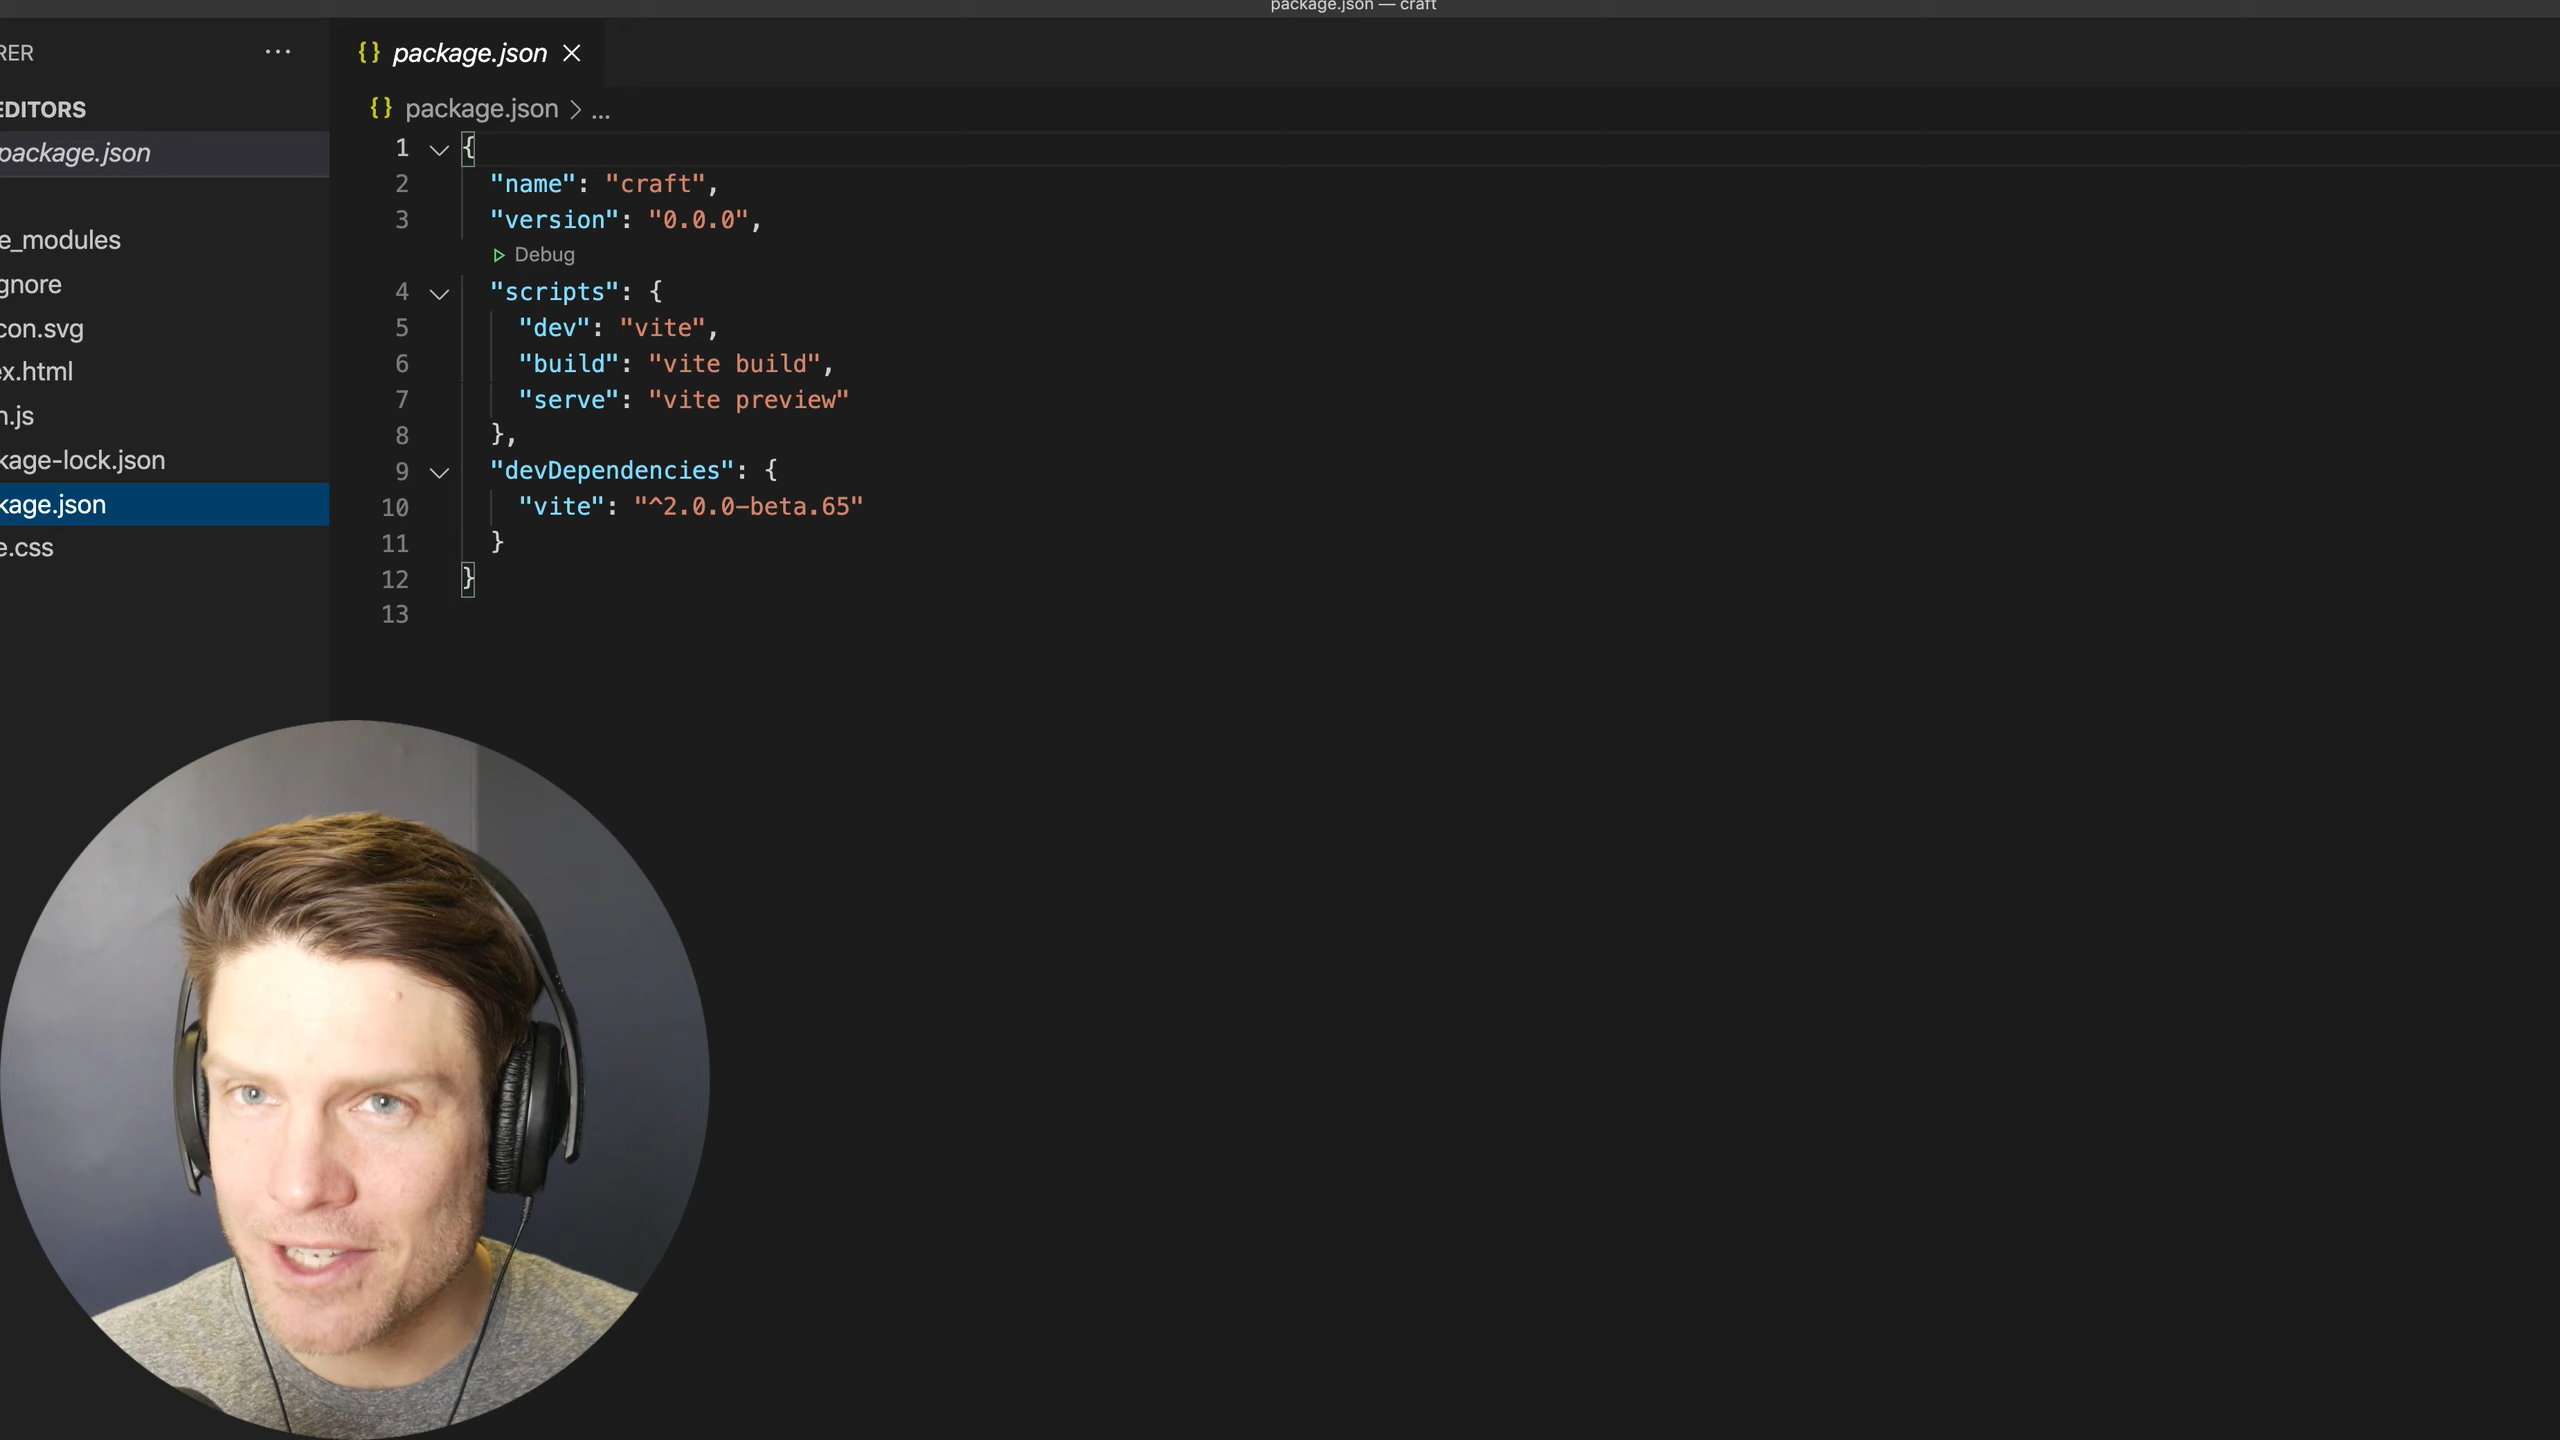 package.json — craft
RER
...
{} package.json ×
EDITORS
package.json
e_modules
gnore
con.svg
ex.html
n.js
kage-lock.json
kage.json
e.css
{} package.json > ...
1 {
2 "name": "craft",
3 "version": "0.0.0",
Debug
4 "scripts": {
5 "dev": "vite",
6 "build": "vite build",
7 "serve": "vite preview"
8 },
9 "devDependencies": {
10 "vite": "^2.0.0-beta.65"
11 }
12 }
13